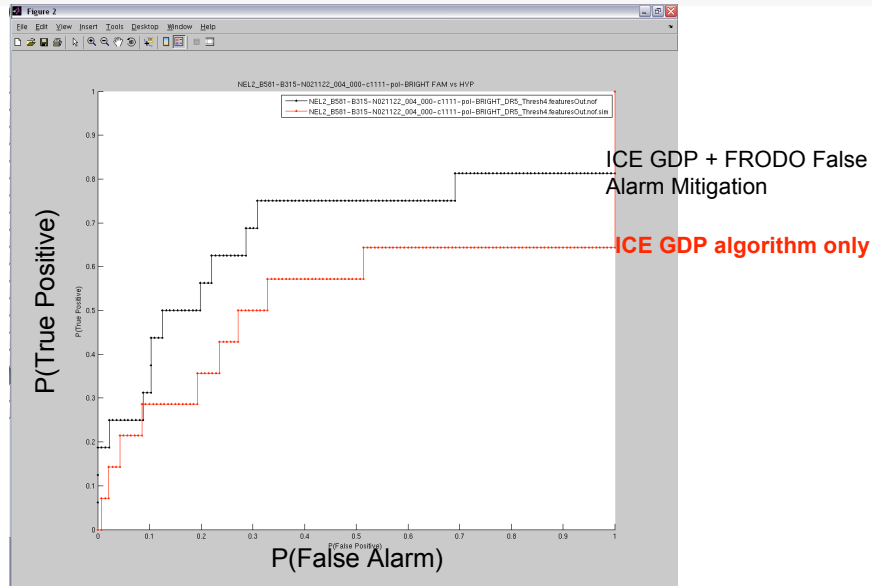 Figure 2
File Edit View Insert Tools Desktop Window Help
NEL2_B581-B315-N021122_004_000-c1111-pol-BRIGHT FAM vs HYP
NEL2_B581-B315-N021122_004_000-c1111-pol-BRIGHT_DR5_Thresh4.featuresOut.nof
NEL2_B581-B315-N021122_004_000-c1111-pol-BRIGHT_DR5_Thresh4.featuresOut.nof.sim
1
0.9
0.8
0.7
0.6
0.5
0.4
0.3
0.2
0.1
0
P(True Positive)
P(True Positive)
0 0.1 0.2 0.3 0.4 0.5 0.6 0.7 0.8 0.9 1
P(False Positive)
P(False Alarm)
ICE GDP + FRODO False
Alarm Mitigation
ICE GDP algorithm only